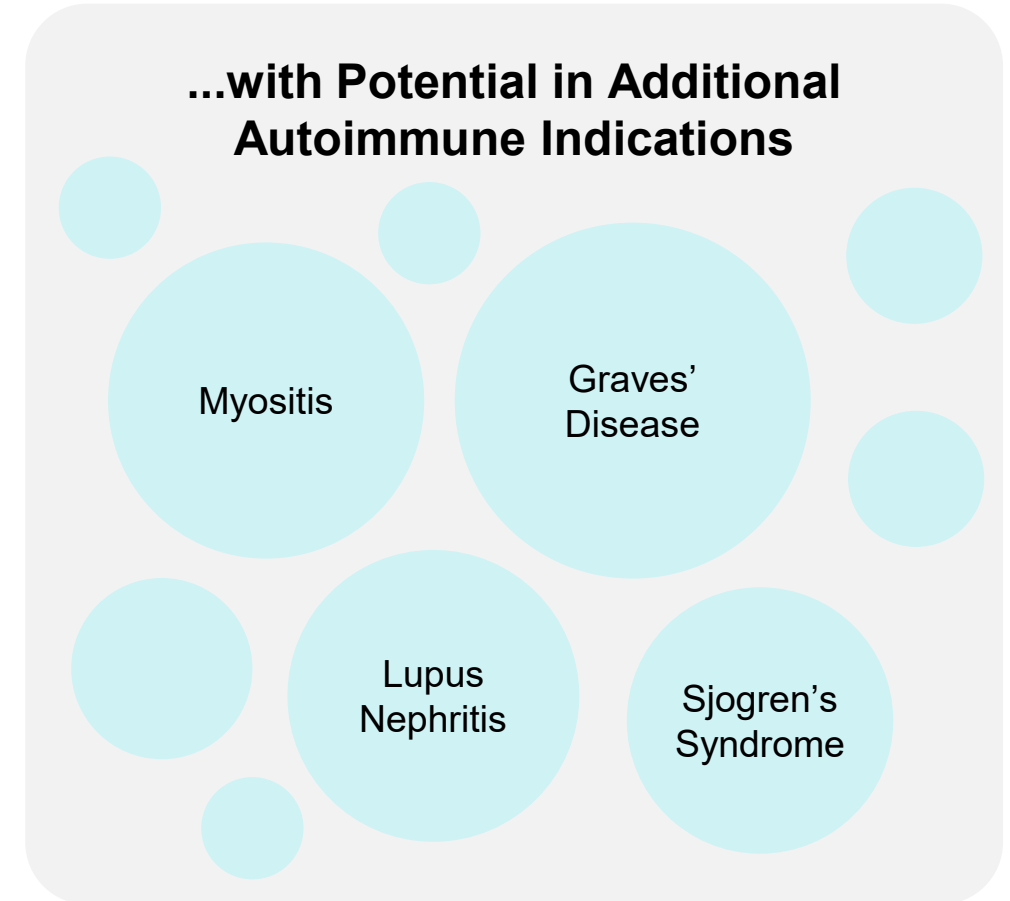 ...with Potential in Additional
Autoimmune Indications
Myositis
Graves’
Disease
Lupus
Nephritis
Sjogren’s
Syndrome